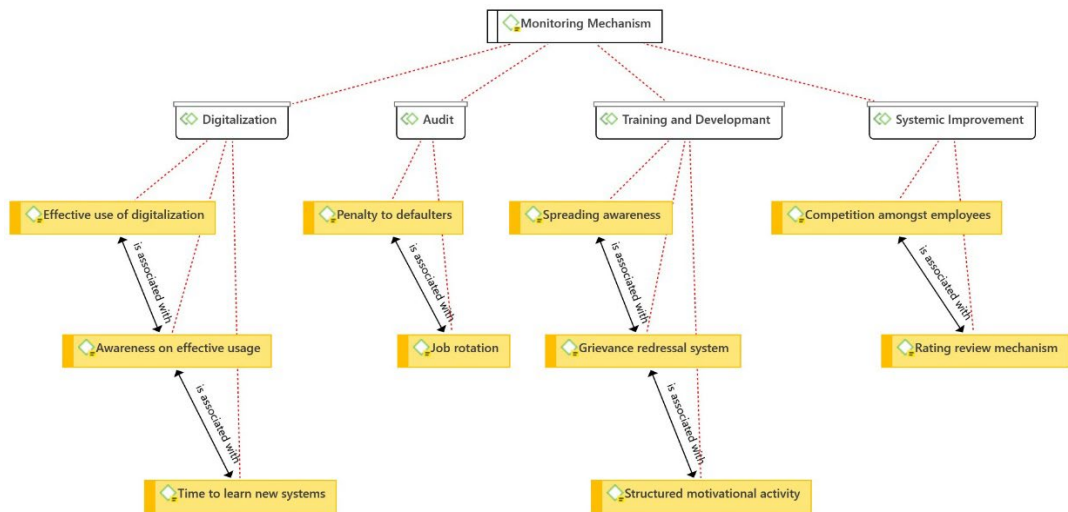 Monitoring Mechanism
Digitalization
Audit
Training and Developmant
Systemic Improvement
Effective use of digitalization
Penalty to defaulters
Spreading awareness
Competition amongst employees
is associated with
is associated with
is associated with
is associated with
Awareness on effective usage
Job rotation
Grievance redressal system
Rating review mechanism
is associated with
is associated with
Time to learn new systems
Structured motivational activity